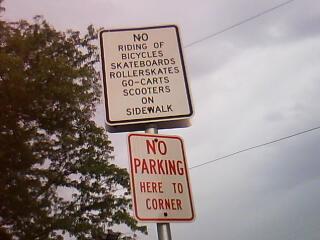 NO
RIDING OF
BICYCLES
SKATEBOARDS
ROLLERSKATES
GO-CARTS
SCOOTERS
ON
SIDEWALK
NO
PARKING
HERE TO
CORNER